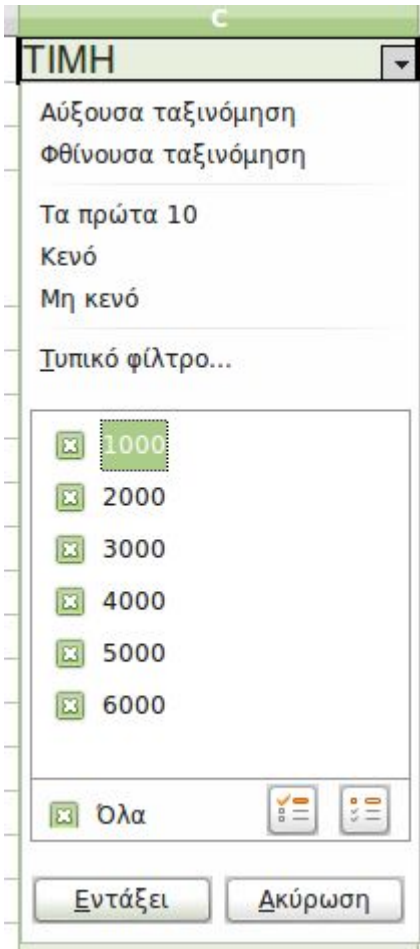 C
ΤΙΜΗ
Αύξουσα ταξινόμηση
Φθίνουσα ταξινόμηση
Τα πρώτα 10
Κενό
Μη κενό
Τυπικό φίλτρο...
1000
2000
3000
4000
5000
6000
Όλα
Εντάξει Ακύρωση